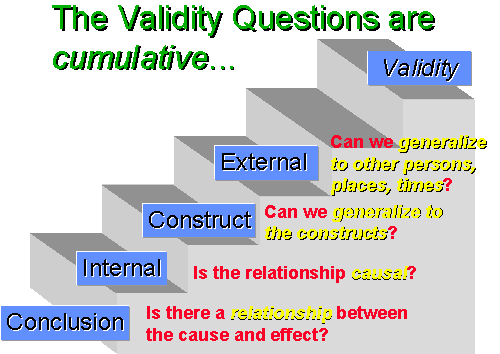 The Validity Questions are
cumulative...
Validity
External
Can we generalize
to other persons,
places, times?
Construct
Can we generalize to
the constructs?
Internal
Is the relationship causal?
Conclusion
Is there a relationship between
the cause and effect?